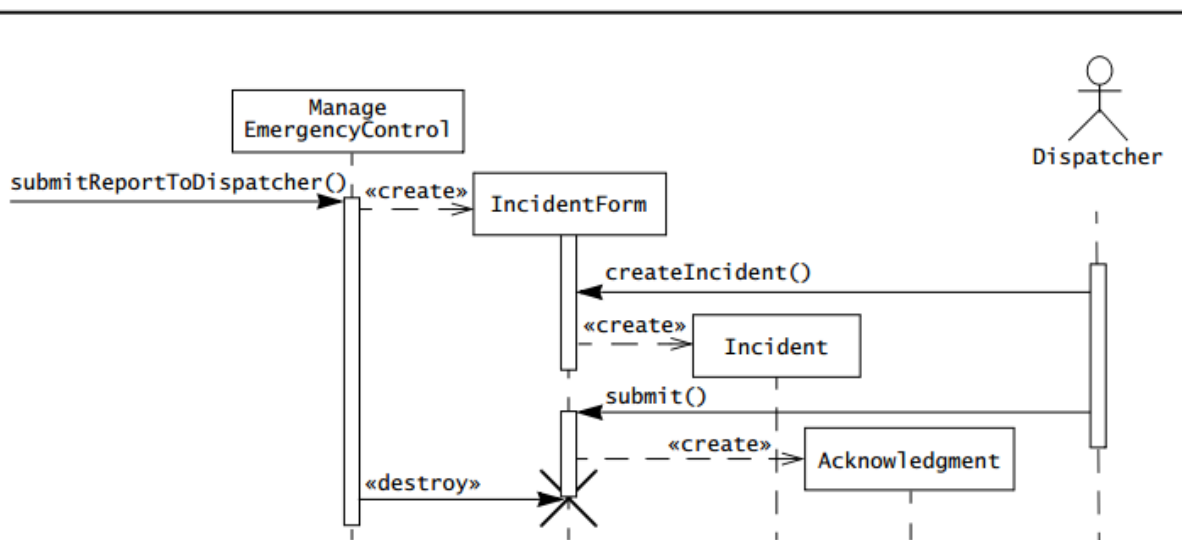 Manage
EmergencyControl
Dispatcher
submitReportToDispatcher()
«create»
IncidentForm
createIncident()
«create»
Incident
submit()
«create»
Acknowledgment
«destroy»